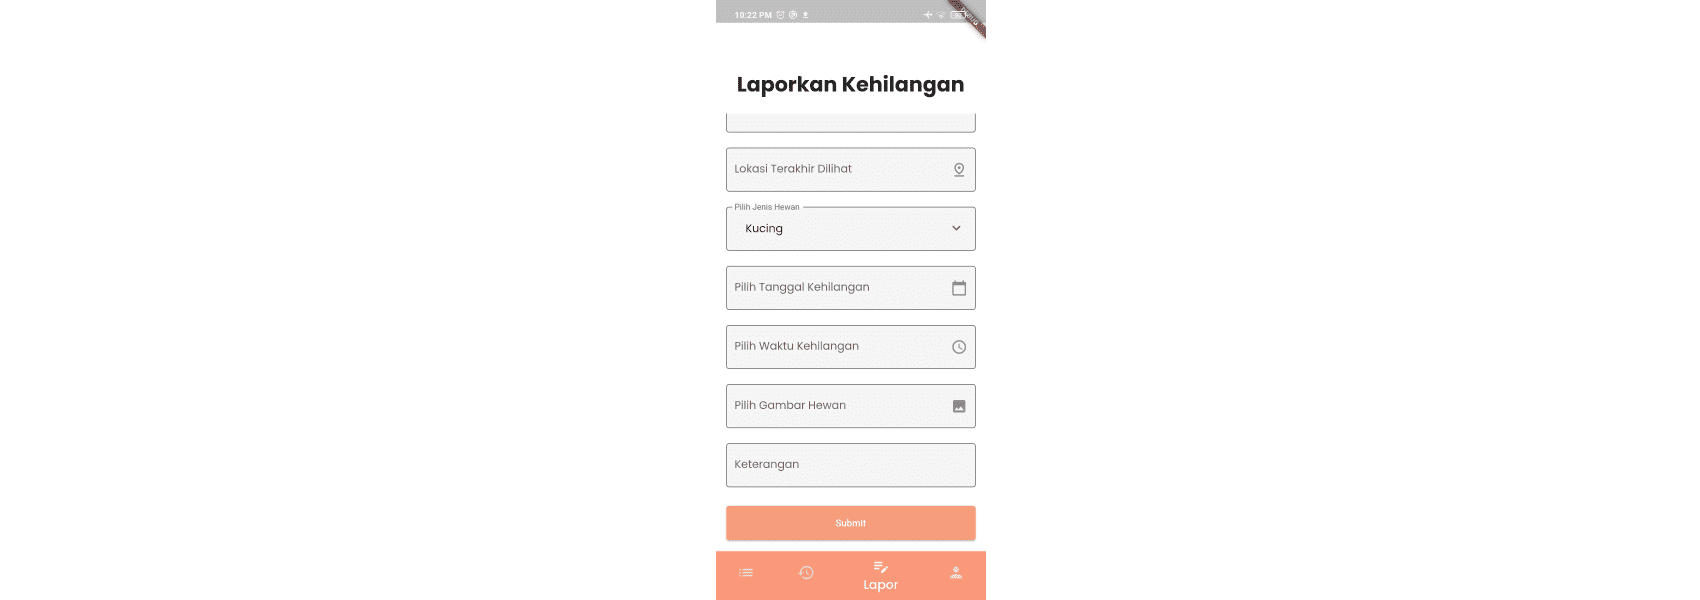 10:22 PM
Laporkan Kehilangan
Lokasi Terakhir Dilihat
Pilih Jenis Hewan
Kucing
Pilih Tanggal Kehilangan
Pilih Waktu Kehilangan
Pilih Gambar Hewan
Keterangan
Submit
Lapor